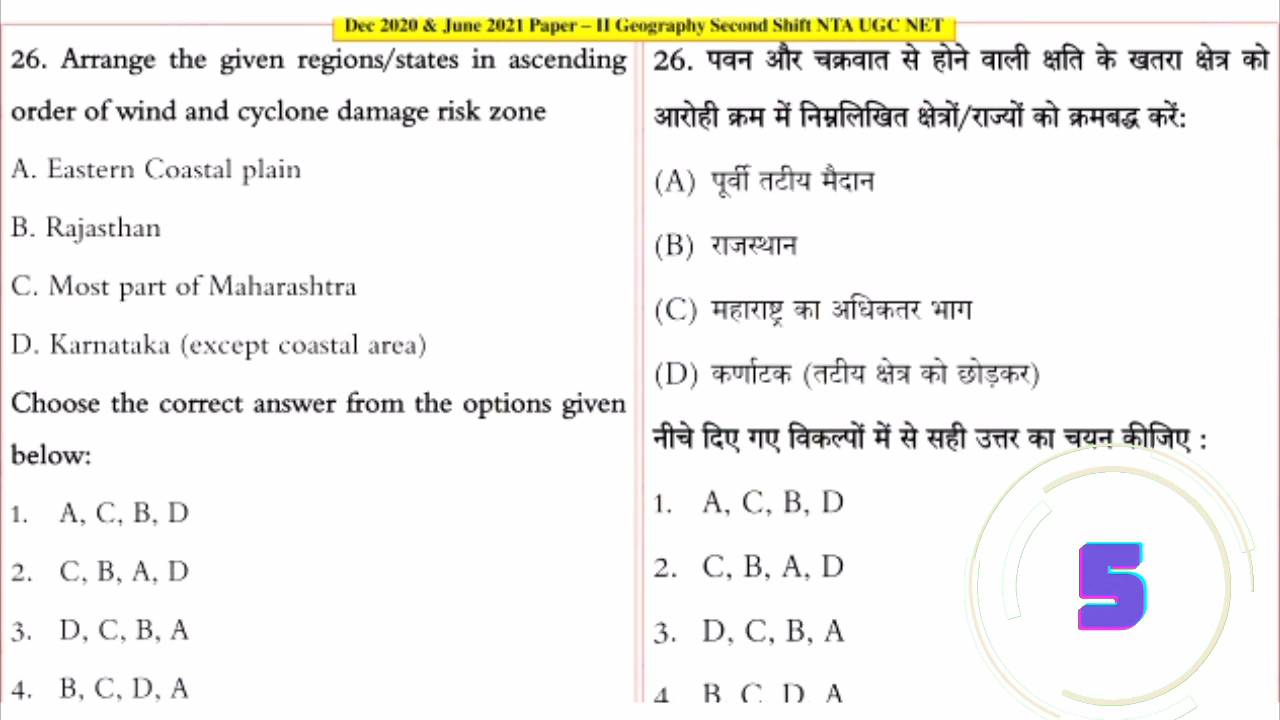 Dec 2020 & June 2021 Paper – II Geography Second Shift NTA UGC NET
26. Arrange the given regions/states in ascending
order of wind and cyclone damage risk zone
A. Eastern Coastal plain
B. Rajasthan
C. Most part of Maharashtra
D. Karnataka (except coastal area)
Choose the correct answer from the options given
below:
1. A, C, B, D
2. C, B, A, D
3. D, C, B, A
4. B, C, D, A
26. पवन और चक्रवात से होने वाली क्षति के खतरा क्षेत्र को
आरोही क्रम में निम्नलिखित क्षेत्रों/राज्यों को क्रमबद्ध करें:
(A) पूर्वी तटीय मैदान
(B) राजस्थान
(C) महाराष्ट्र का अधिकतर भाग
(D) कर्णाटक (तटीय क्षेत्र को छोड़कर)
नीचे दिए गए विकल्पों में से सही उत्तर का चयन कीजिए :
1. A, C, B, D
2. C, B, A, D
3. D, C, B, A
4. B, C, D, A
5